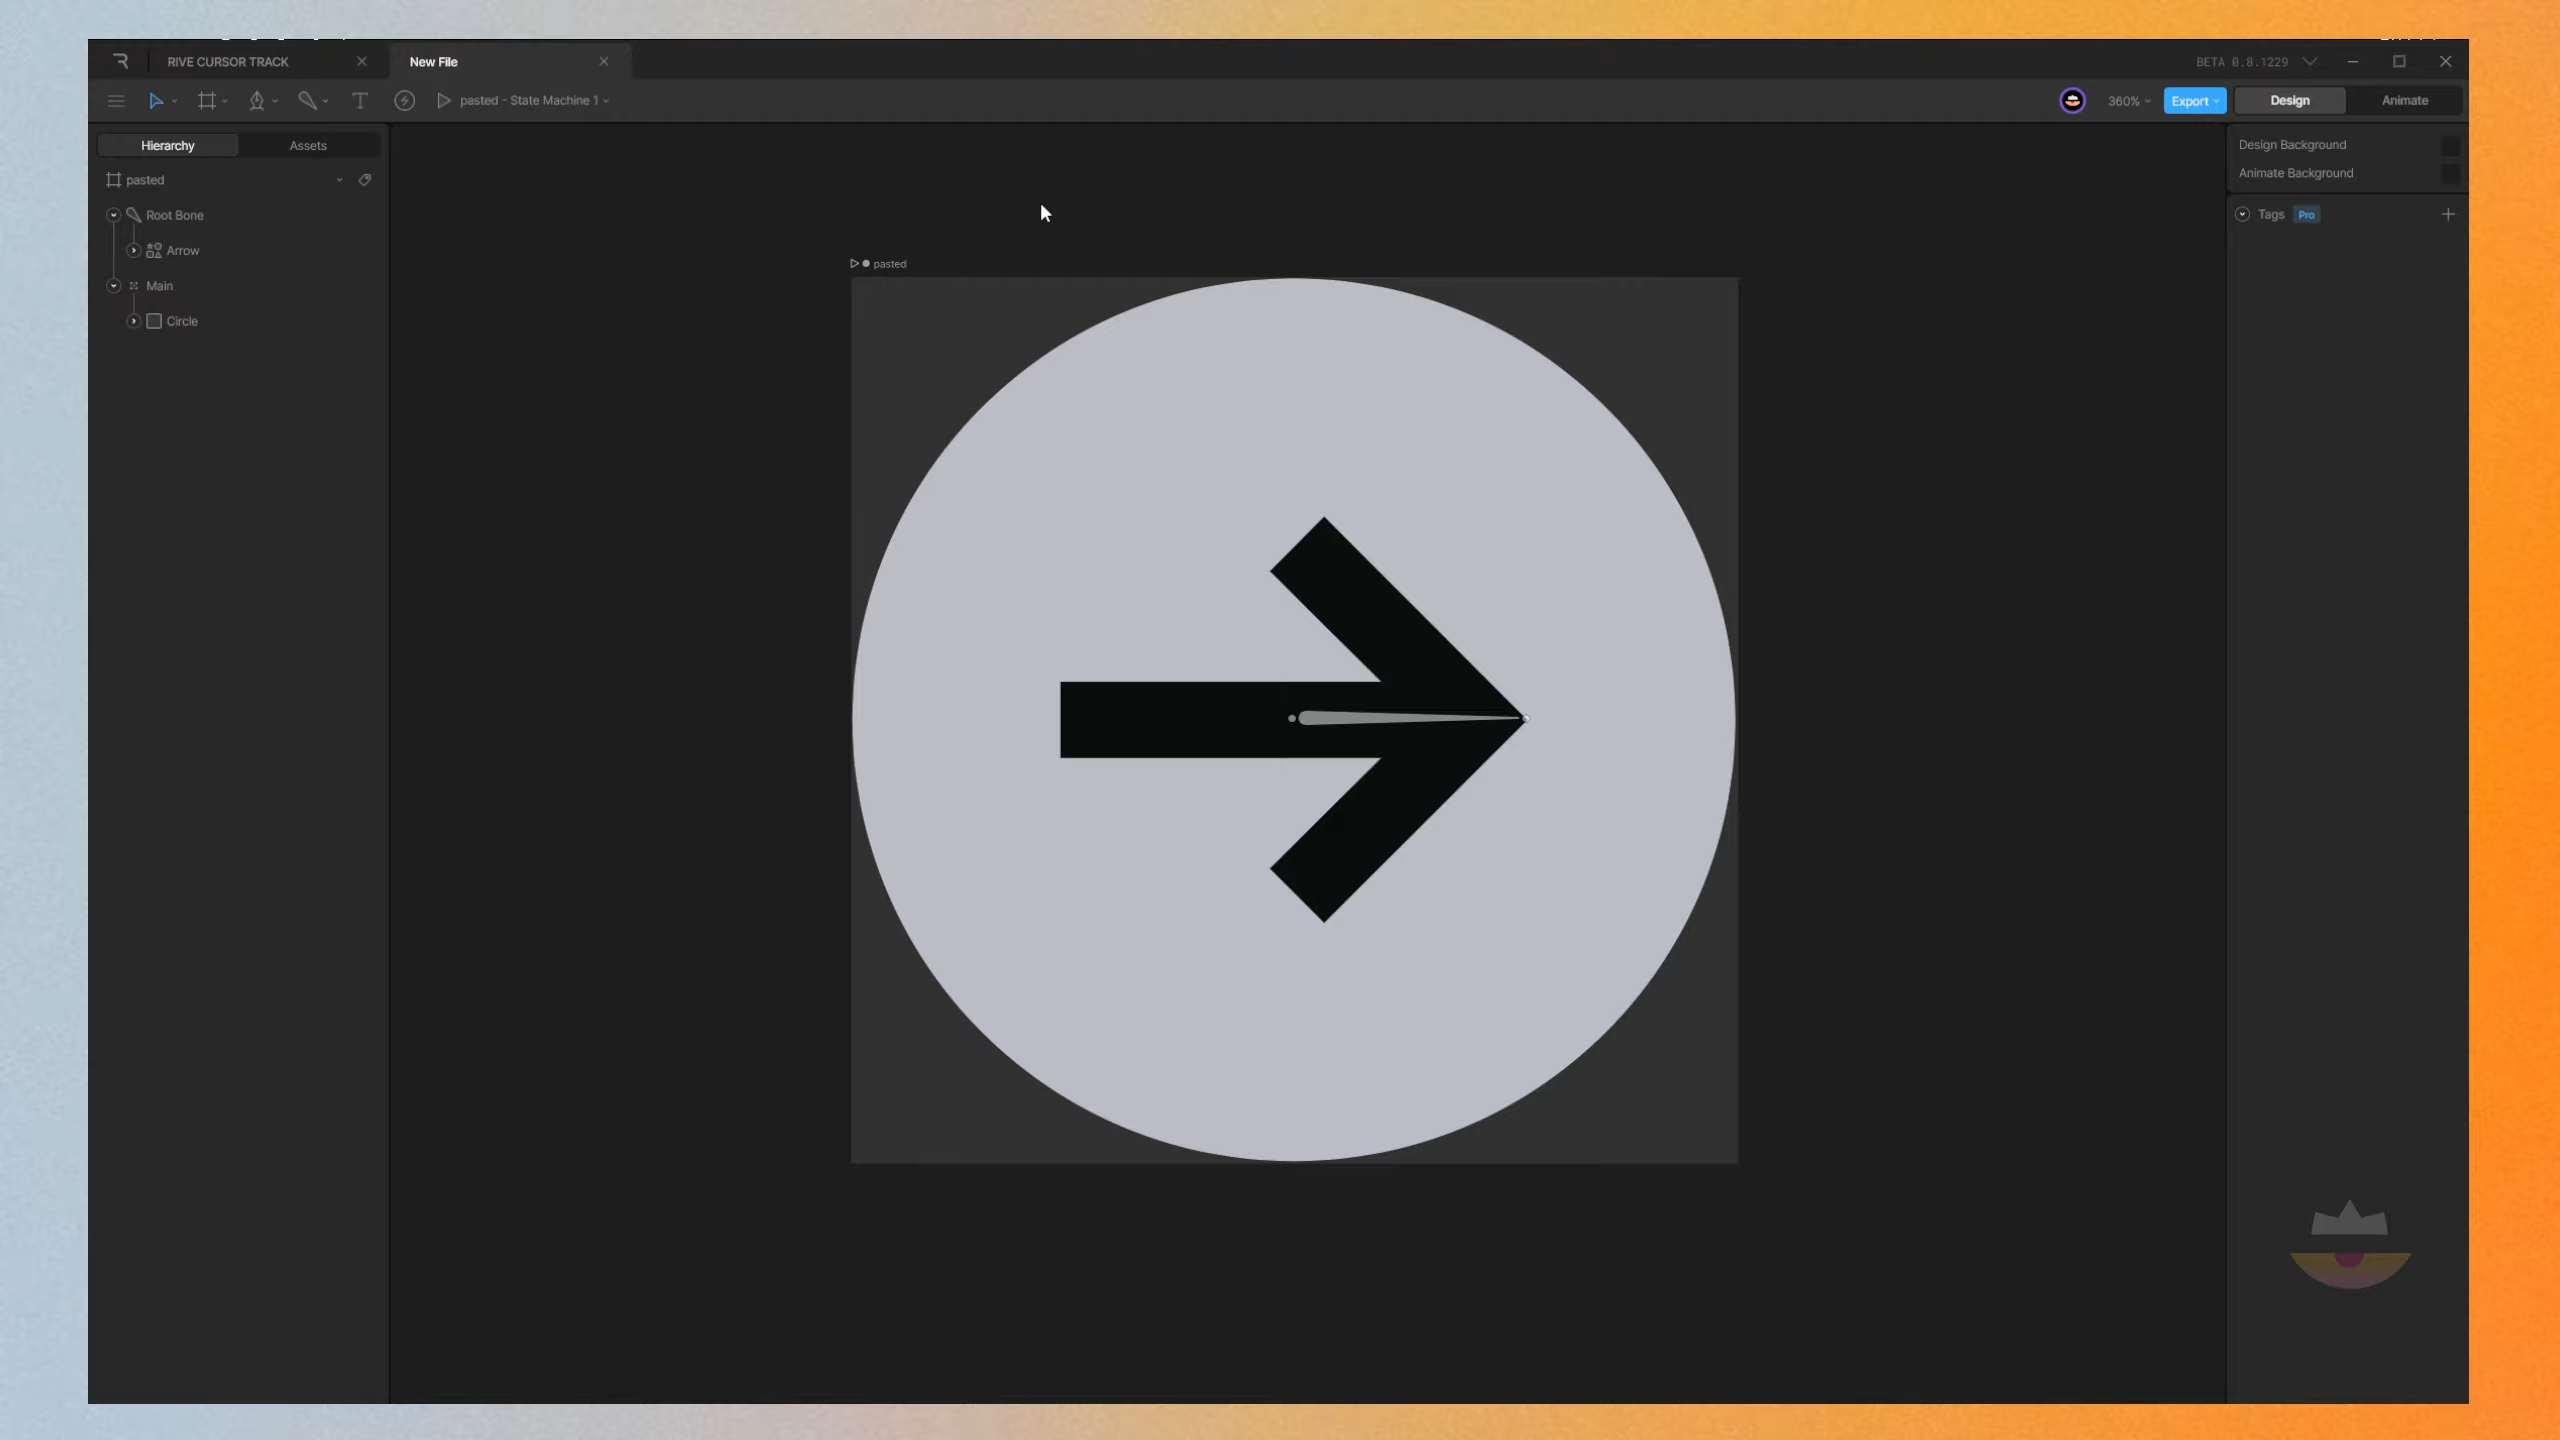 RIVE CURSOR TRACK
New File
BETA 0.8.1229
pasted - State Machine 1
360%
Export
Design
Animate
Hierarchy
Assets
pasted
Root Bone
Arrow
Main
Circle
pasted
Design Background
Animate Background
Tags
Pro